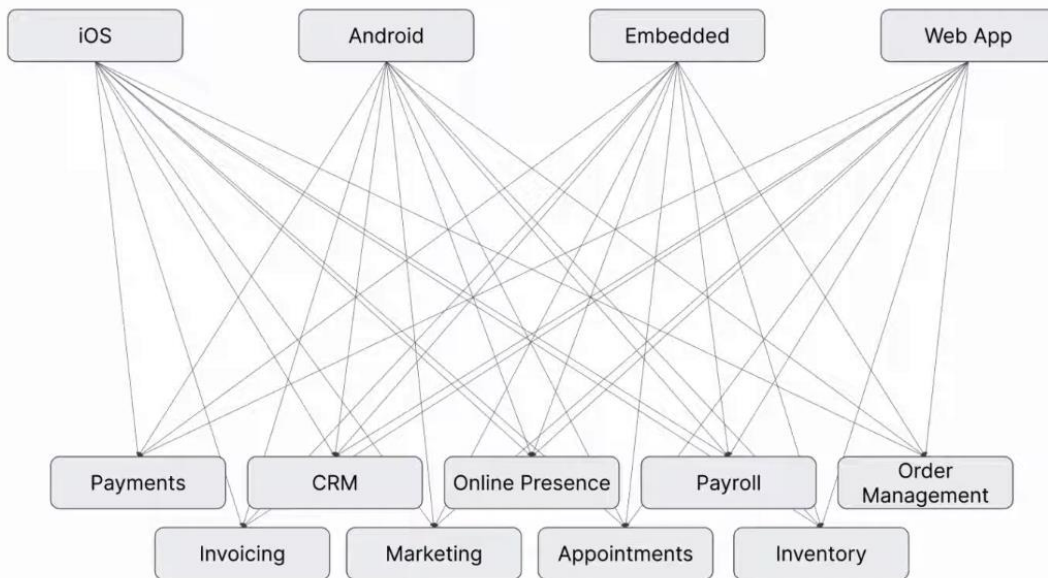 iOS
Android
Embedded
Web App
Payments
CRM
Online Presence
Payroll
Order
Management
Invoicing
Marketing
Appointments
Inventory